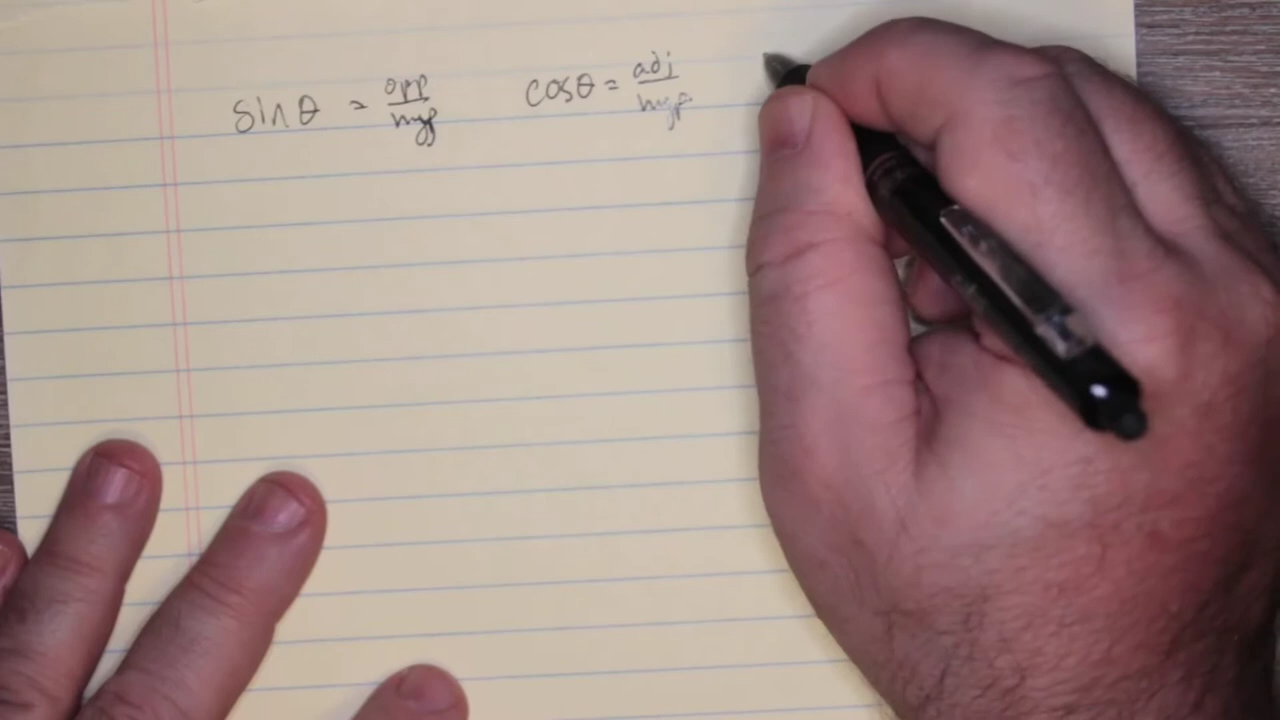 sin θ = opp/hyp cos θ = adj/hyp